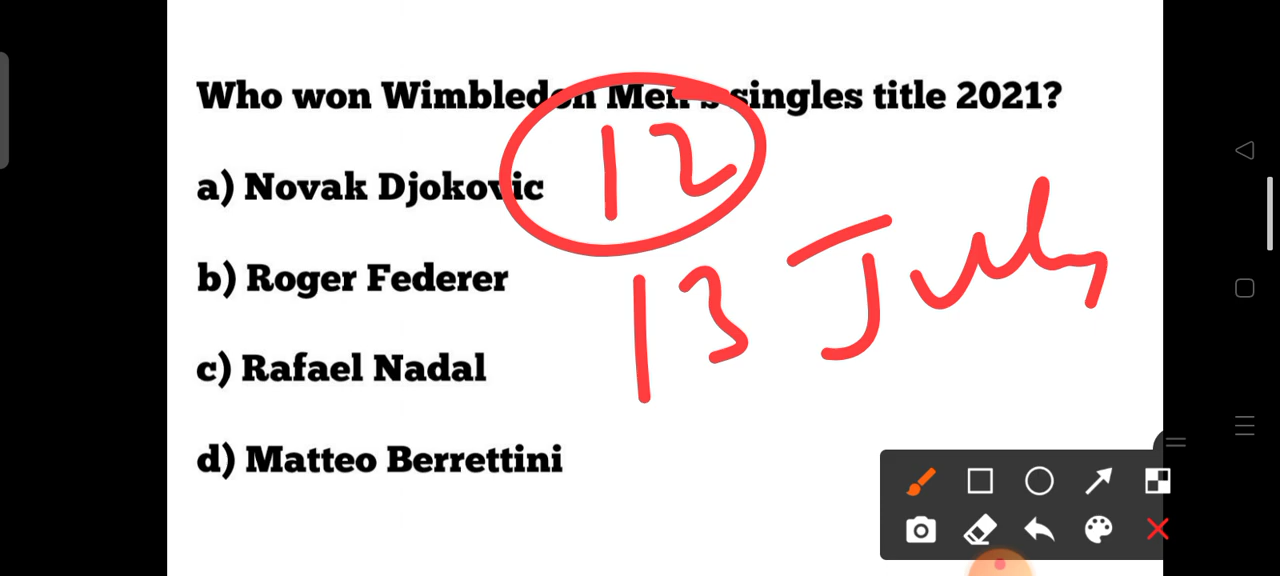 Who won Wimbledon Men's singles title 2021?
a) Novak Djokovic
12
b) Roger Federer
13 July
c) Rafael Nadal
d) Matteo Berrettini